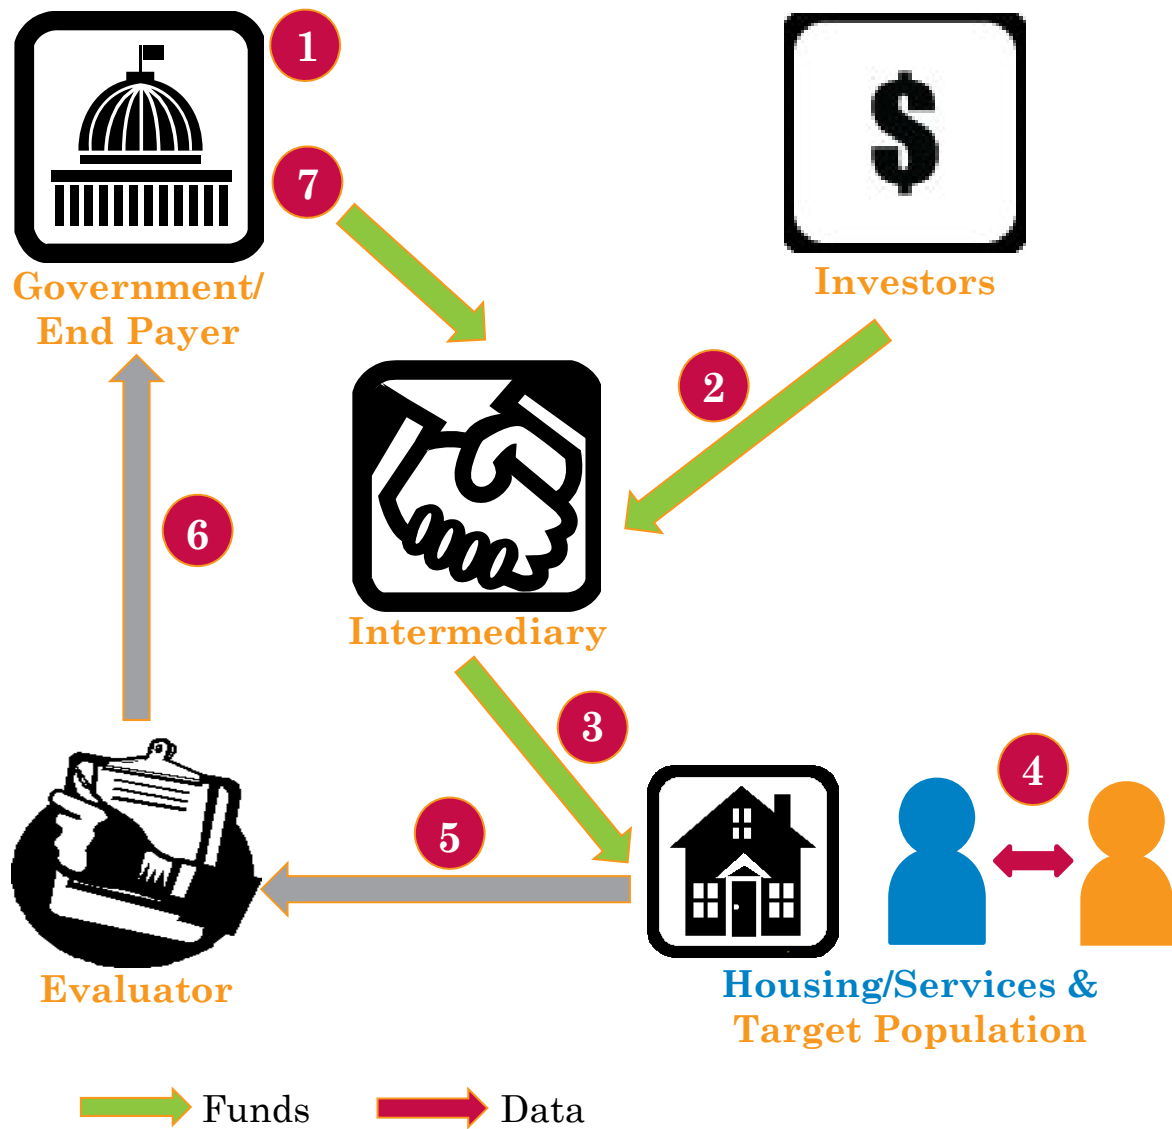 1
7
Government/
End Payer
Investors
2
6
Intermediary
3
4
5
Evaluator
Housing/Services &
Target Population
Funds
Data